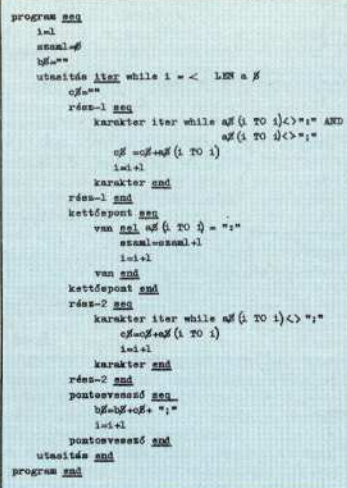 program seq
i=1
szaml=0
b$=""
utasítás iter while i =< LEN a $
c$=""
rész-1 seq
karakter iter while a$(i TO i)<>":" AND
a$(i TO i)<>";"
c$ =c$+a$(i TO i)
i=i+1
karakter end
rész-1 end
kettőspont seq
van sel a$(i TO i) = ":"
szaml=szaml+1
i=i+1
van end
kettőspont end
rész-2 seq
karakter iter while a$(i TO i)<> ";"
c$=c$+a$(i TO i)
i=i+1
karakter end
rész-2 end
pontosvessző seq
b$=b$+c$+ ";"
i=i+1
pontosvessző end
utasítás end
program end